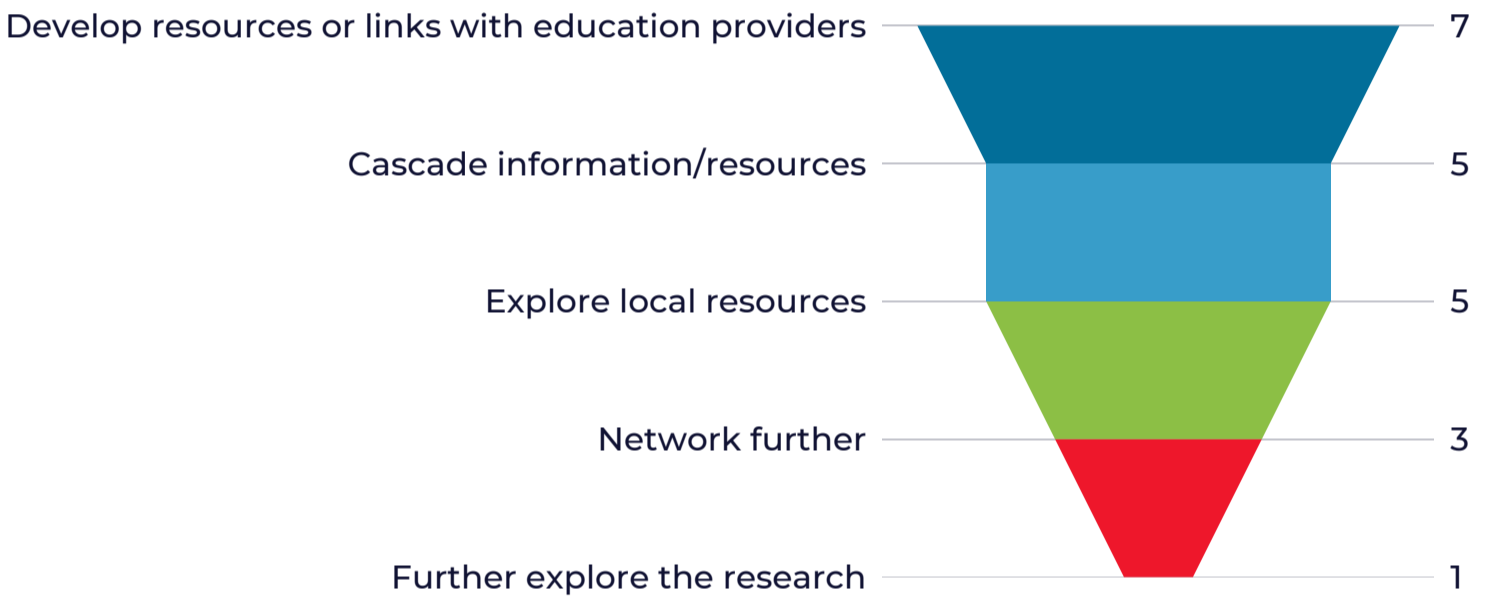 Develop resources or links with education providers 7
Cascade information/resources 5
Explore local resources 5
Network further 3
Further explore the research 1